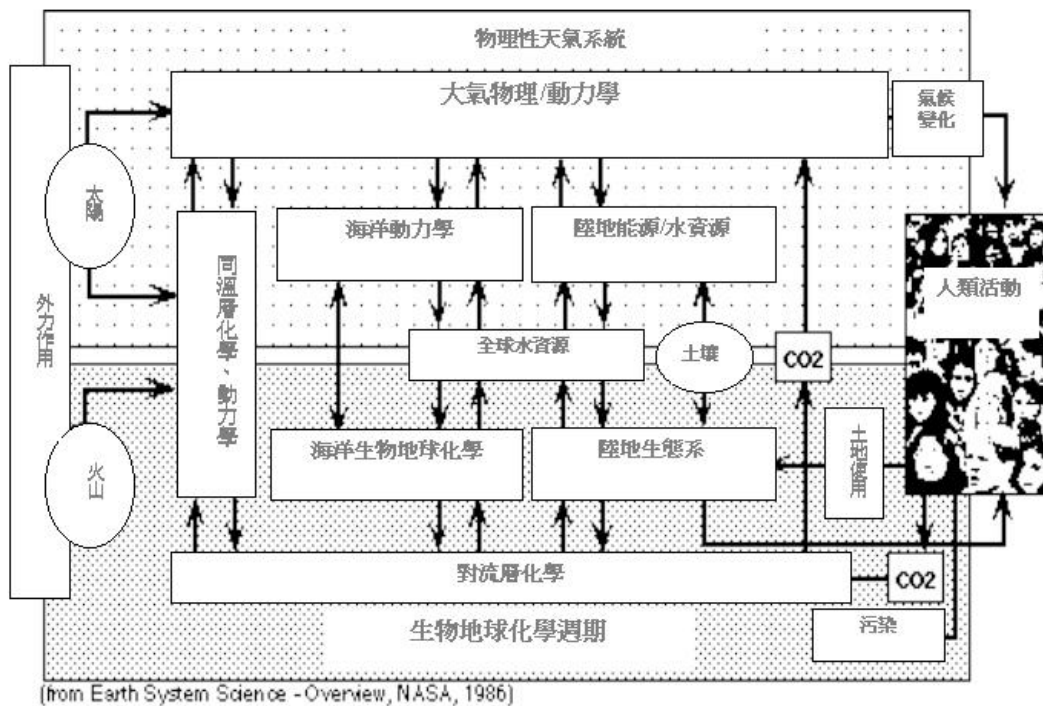 物理性天氣系統
大氣物理/動力學
氣候
變化
太陽
海洋動力學
陸地能源/水資源
同溫層化學、動力學
人類活動
外力作用
全球水資源
土壤
CO2
火山
海洋生物地球化學
陸地生態系
土地使用
對流層化學
CO2
生物地球化學週期
污染
(from Earth System Science - Overview, NASA, 1986)